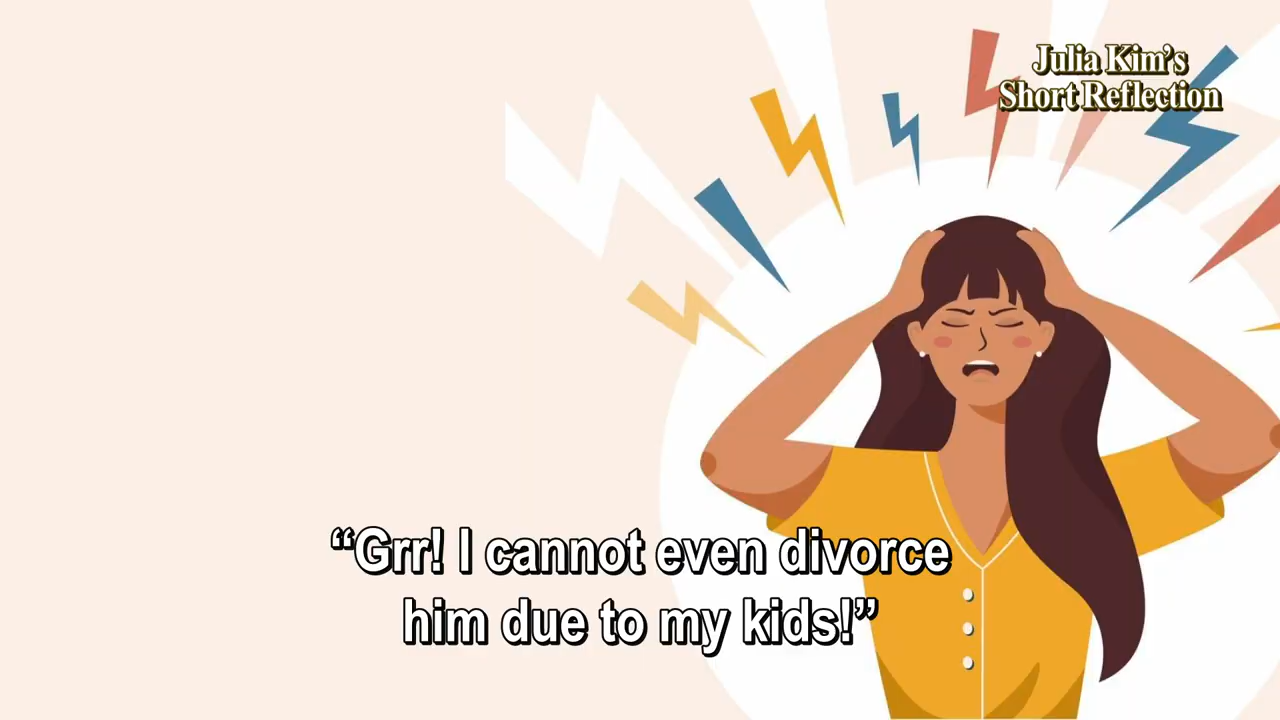 Julia Kim's
Short Reflection
“Grr! I cannot even divorce
him due to my kids!”